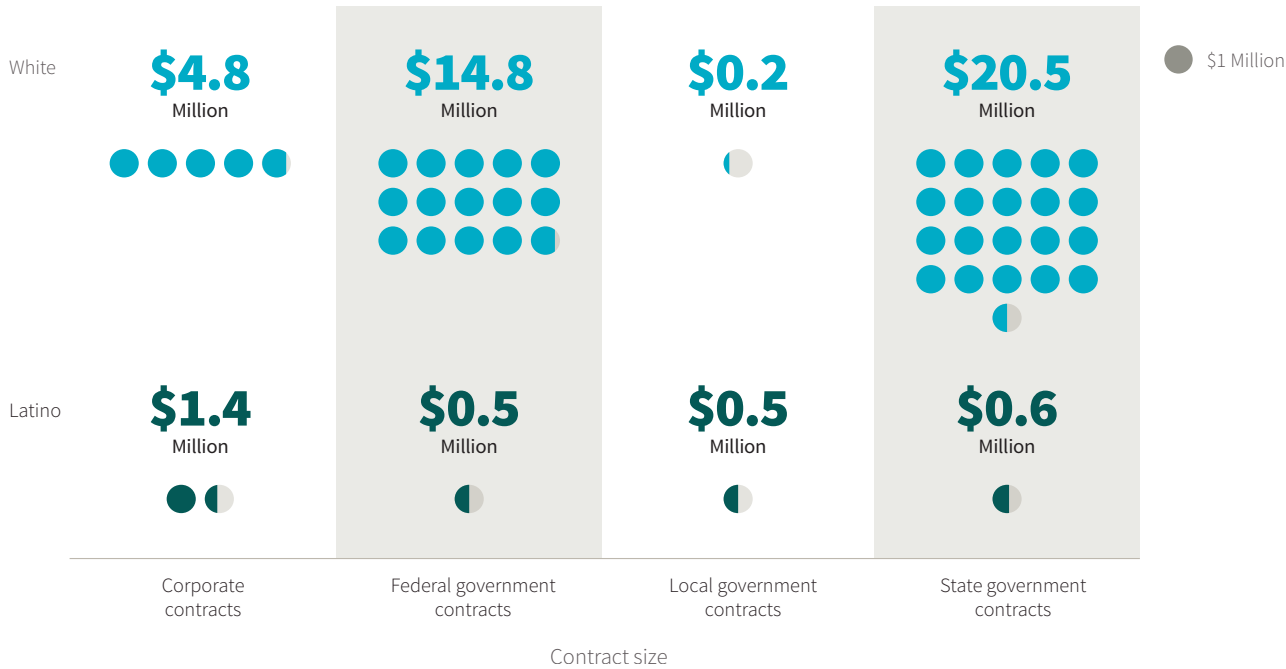 White
$4.8
Million
$14.8
Million
$0.2
Million
$20.5
Million
$1 Million
Latino
$1.4
Million
$0.5
Million
$0.5
Million
$0.6
Million
Corporate
contracts
Federal government
contracts
Local government
contracts
State government
contracts
Contract size